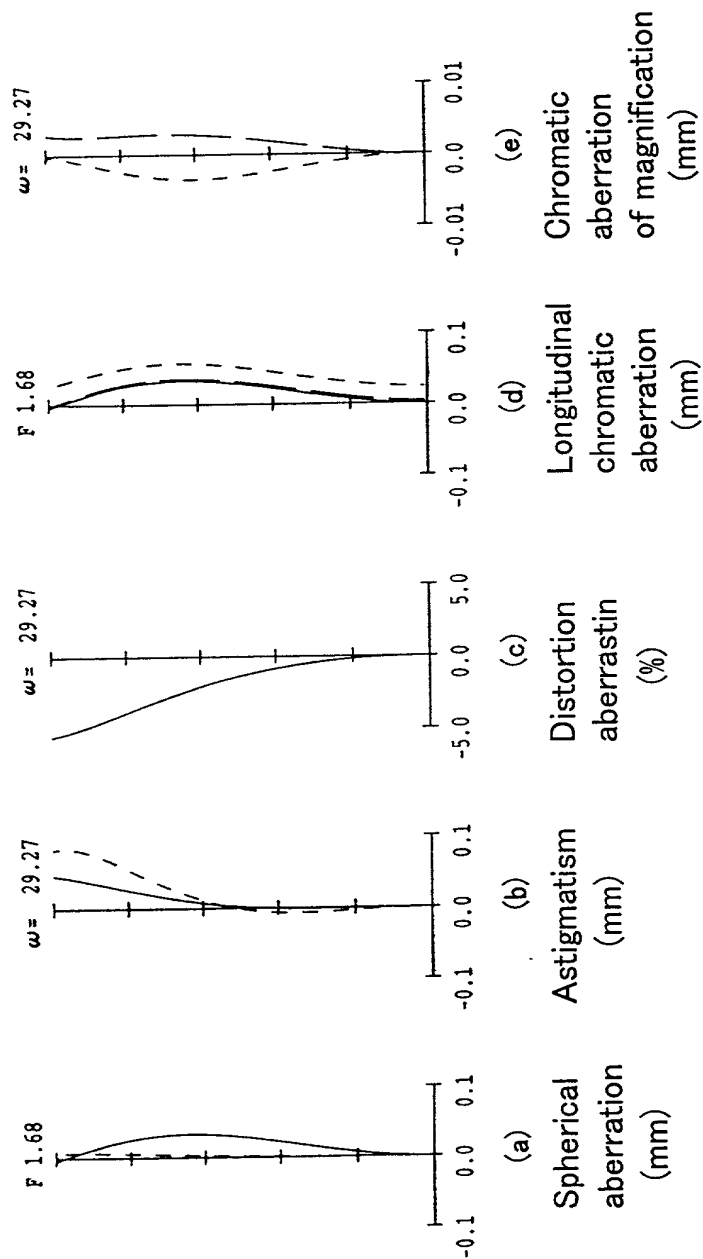 F 1.68
-0.1 0.0 0.1
(a)
Spherical
aberration
(mm)
ω= 29.27
-0.1 0.0 0.1
(b)
Astigmatism
(mm)
ω= 29.27
-5.0 0.0 5.0
(c)
Distortion
aberrastin
(%)
F 1.68
-0.1 0.0 0.1
(d)
Longitudinal
chromatic
aberration
(mm)
ω= 29.27
-0.01 0.0 0.01
(e)
Chromatic
aberration
of magnification
(mm)